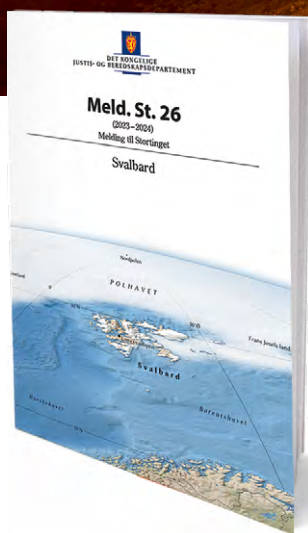 DET KONGELIGE
JUSTIS- OG BEREDSKAPSDEPARTEMENT
Meld. St. 26
(2023–2024)
Melding til Stortinget
Svalbard
Nordpolen
POLHAVET
Frans Josefs land
Svalbard
Barentshavet